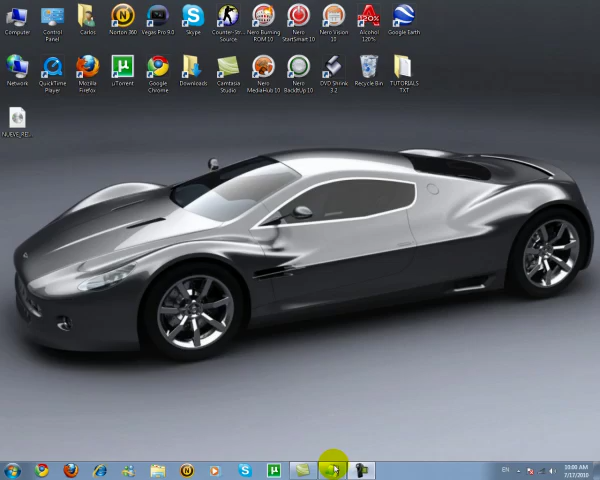 Computer Control Panel Carlos Norton 360 Vegas Pro 9.0 Skype Counter-Str... Source Nero Burning ROM 10 Nero StartSmart 10 Nero Vision 10 Alcohol 120% Google Earth
Network QuickTime Player Mozilla Firefox µTorrent Google Chrome Downloads Camtasia Studio Nero MediaHub 10 Nero BackItUp 10 DVD Shrink 3.2 Recycle Bin TUTORIALS TXT
NUEVE_RE...
EN 10:00 AM
7/17/2010